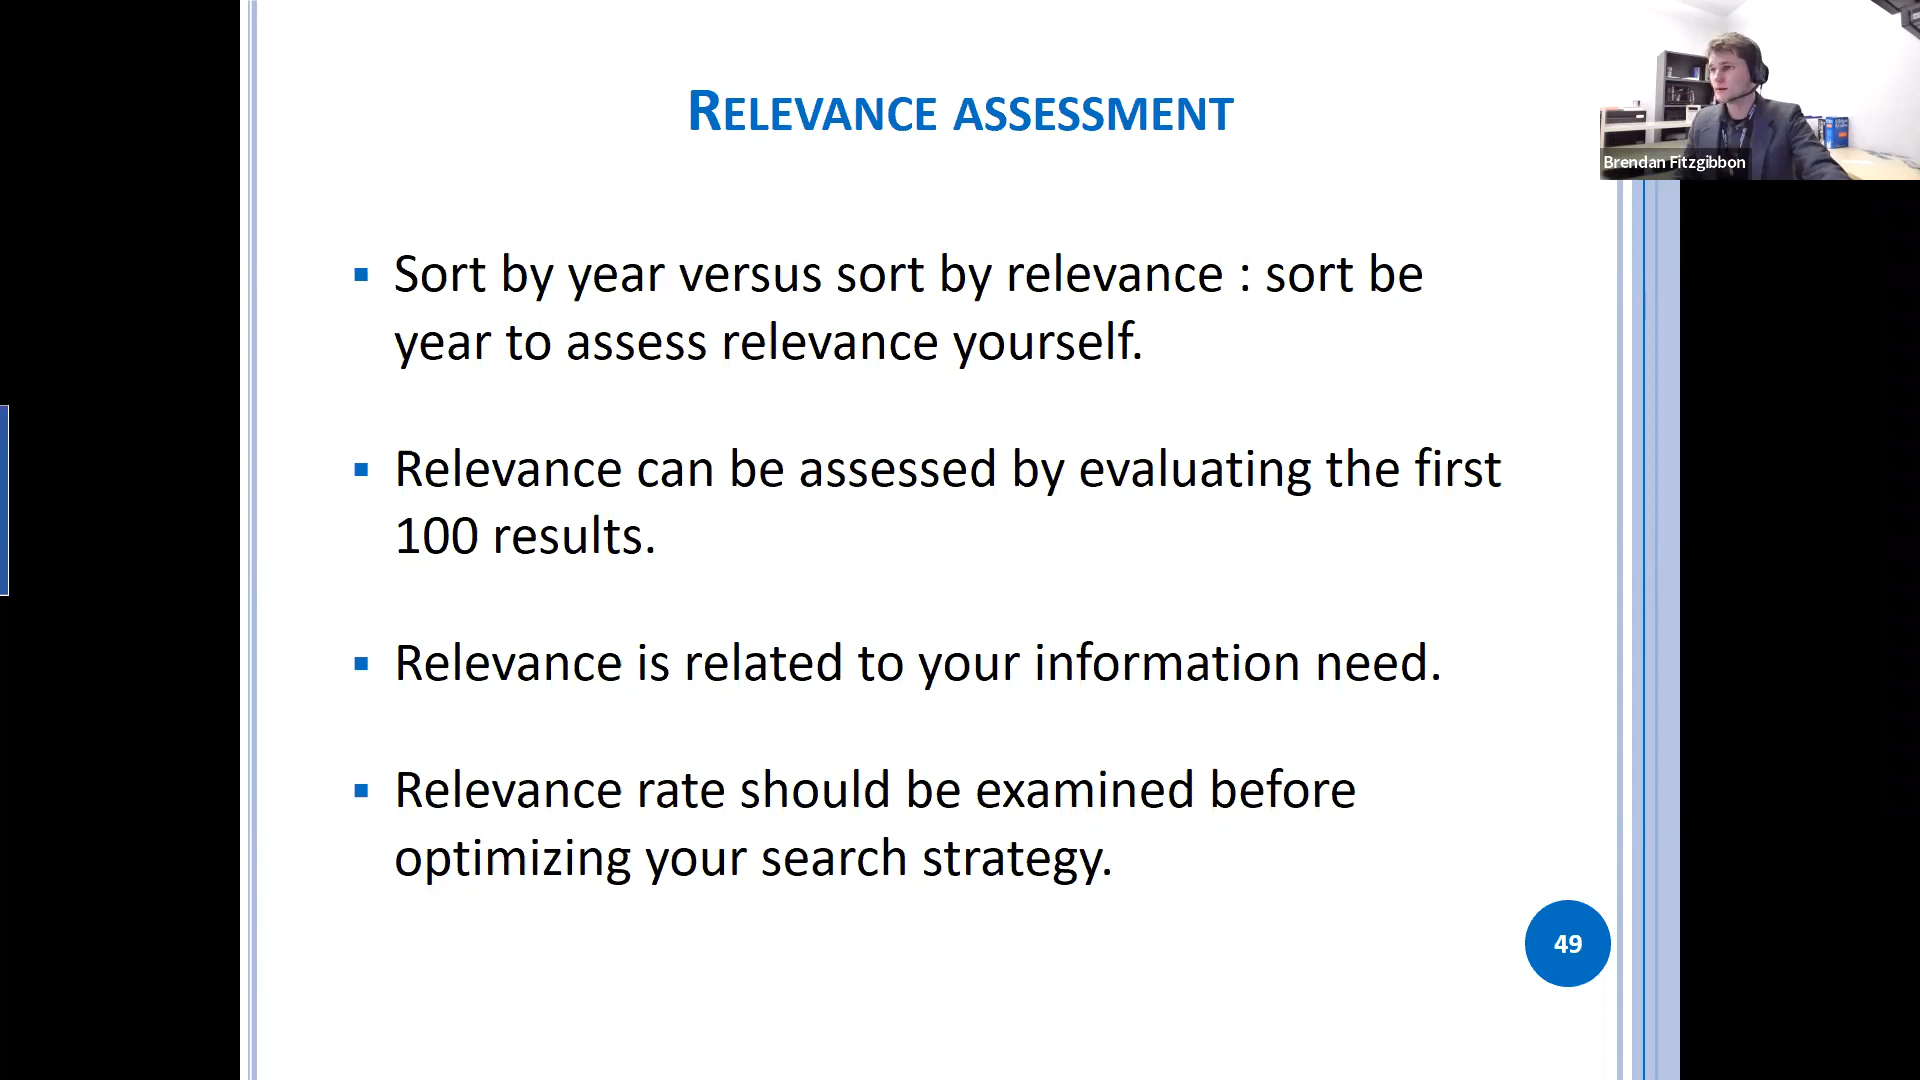 RELEVANCE ASSESSMENT
Brendan Fitzgibbon
▪ Sort by year versus sort by relevance : sort be
year to assess relevance yourself.
▪ Relevance can be assessed by evaluating the first
100 results.
▪ Relevance is related to your information need.
▪ Relevance rate should be examined before
optimizing your search strategy.
49